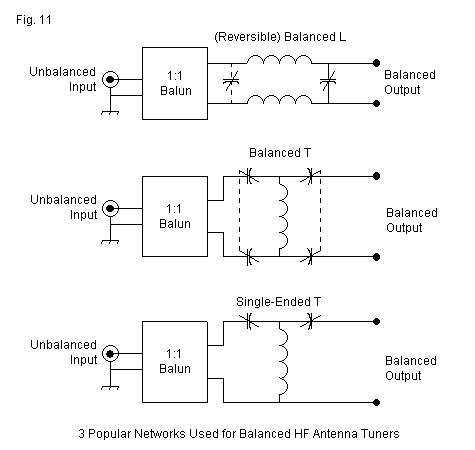 Fig. 11
(Reversible) Balanced L
Unbalanced
Input
1:1
Balun
Balanced
Output
Balanced T
Unbalanced
Input
1:1
Balun
Balanced
Output
Single-Ended T
Unbalanced
Input
1:1
Balun
Balanced
Output
3 Popular Networks Used for Balanced HF Antenna Tuners